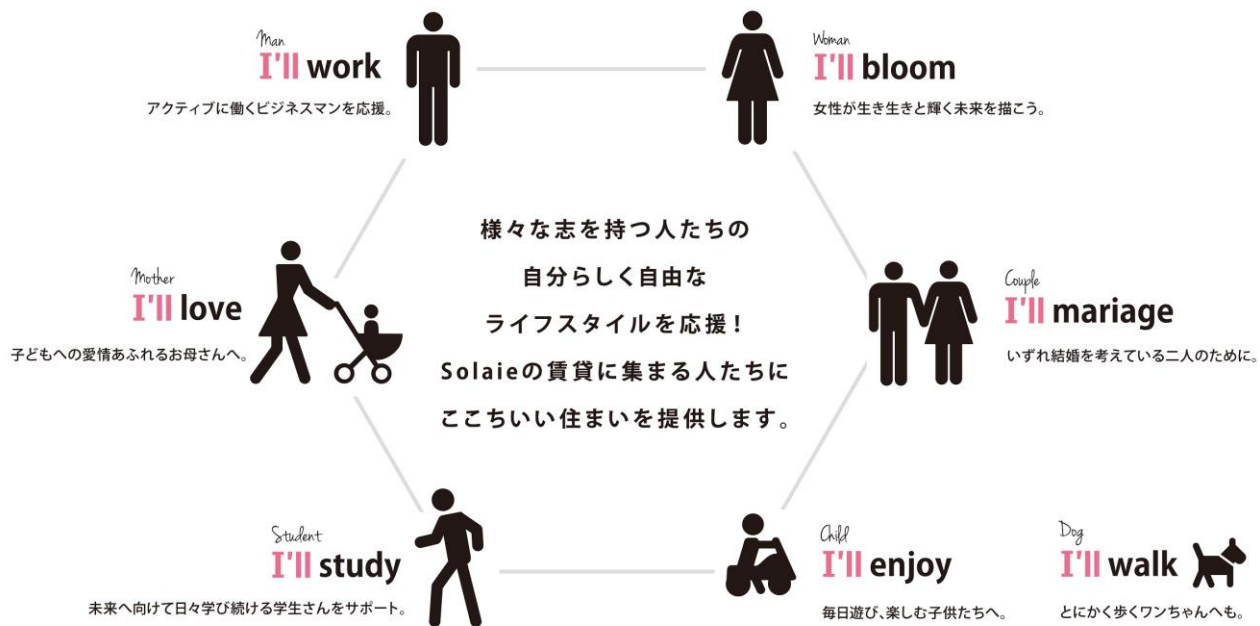 Man
I'll work
アクティブに働くビジネスマンを応援。
Woman
I'll bloom
女性が生き生きと輝く未来を描こう。
様々な志を持つ人たちの
自分らしく自由な
ライフスタイルを応援！
Solaieの賃貸に集まる人たちに
ここちいい住まいを提供します。
Mother
I'll love
子どもへの愛情あふれるお母さんへ。
Couple
I'll mariage
いずれ結婚を考えている二人のために。
Student
I'll study
未来へ向けて日々学び続ける学生さんをサポート。
Child
I'll enjoy
毎日遊び、楽しむ子供たちへ。
Dog
I'll walk
とにかく歩くワンちゃんへも。